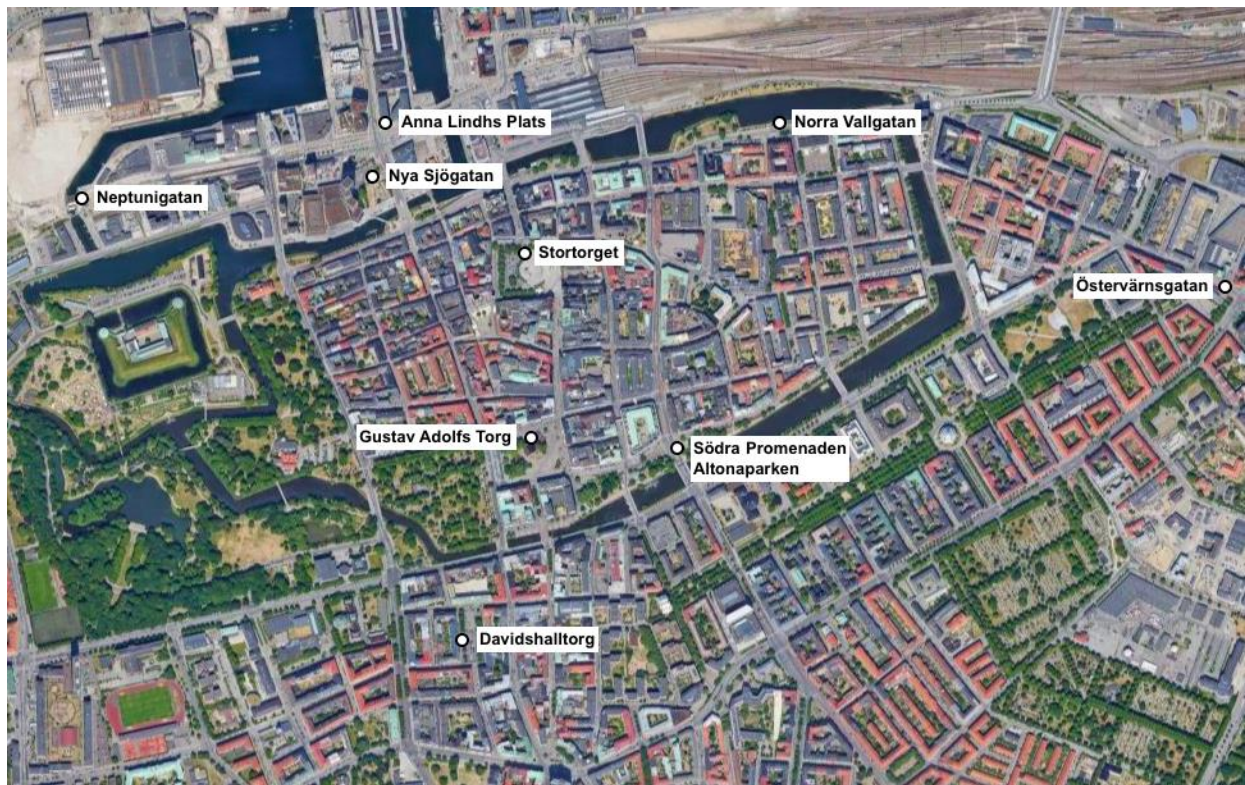 Anna Lindhs Plats
Norra Vallgatan
Nya Sjögatan
Neptunigatan
Stortorget
Östervärnsgatan
Gustav Adolfs Torg
Södra Promenaden
Altonaparken
Davidshalltorg